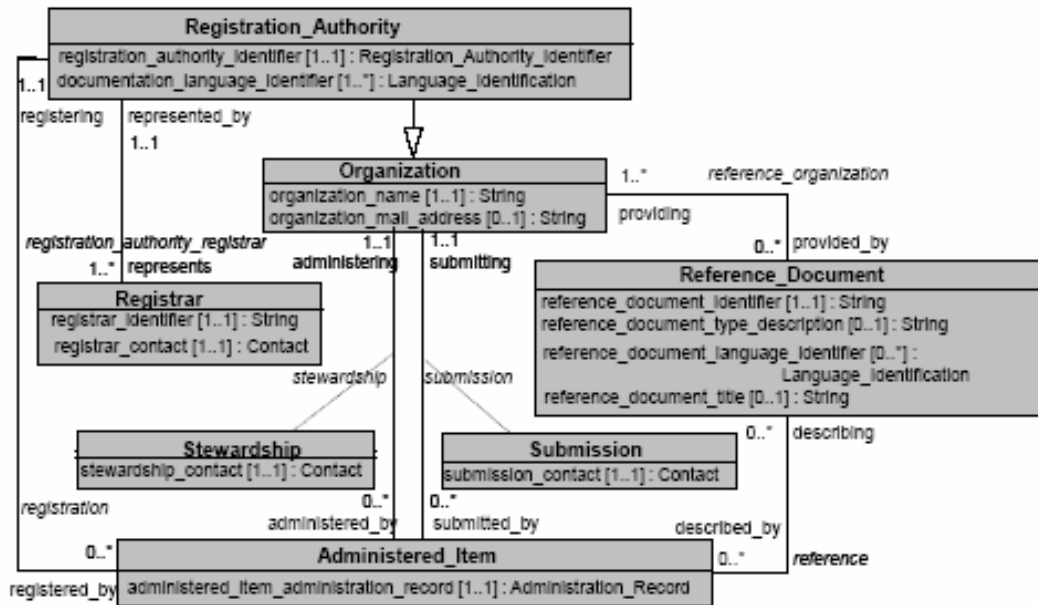 Registration_Authority
registration_authority_identifier [1..1] : Registration_Authority_Identifier
documentation_language_identifier [1..*] : Language_Identification
1..1
registering
represented_by
1..1
Organization
organization_name [1..1] : String
organization_mail_address [0..1] : String
1..*
reference_organization
providing
1..1
1..1
administering
submitting
0..*
provided_by
registration_authority_registrar
1..*
represents
Registrar
registrar_identifier [1..1] : String
registrar_contact [1..1] : Contact
Reference_Document
reference_document_identifier [1..1] : String
reference_document_type_description [0..1] : String
reference_document_language_identifier [0..*] :
Language_Identification
reference_document_title [0..1] : String
stewardship
submission
0..*
describing
Stewardship
stewardship_contact [1..1] : Contact
Submission
submission_contact [1..1] : Contact
registration
0..*
0..*
administered_by
submitted_by
described_by
0..*
0..*
reference
registered_by
Administered_Item
administered_item_administration_record [1..1] : Administration_Record